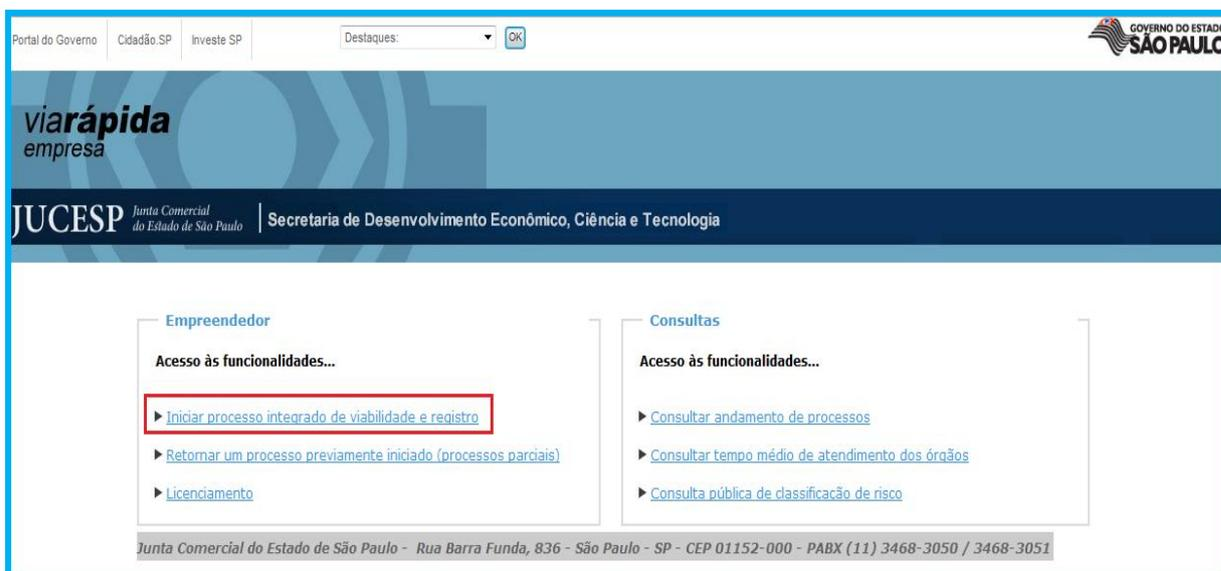 Portal do Governo Cidadão.SP Investe SP Destaques: OK
GOVERNO DO ESTADO
SÃO PAULO
viarápida
empresa
JUCESP Junta Comercial
do Estado de São Paulo
Secretaria de Desenvolvimento Econômico, Ciência e Tecnologia
Empreendedor
Acesso às funcionalidades...
Iniciar processo integrado de viabilidade e registro
Retornar um processo previamente iniciado (processos parciais)
Licenciamento
Consultas
Acesso às funcionalidades...
Consultar andamento de processos
Consultar tempo médio de atendimento dos órgãos
Consulta pública de classificação de risco
Junta Comercial do Estado de São Paulo - Rua Barra Funda, 836 - São Paulo - SP - CEP 01152-000 - PABX (11) 3468-3050 / 3468-3051